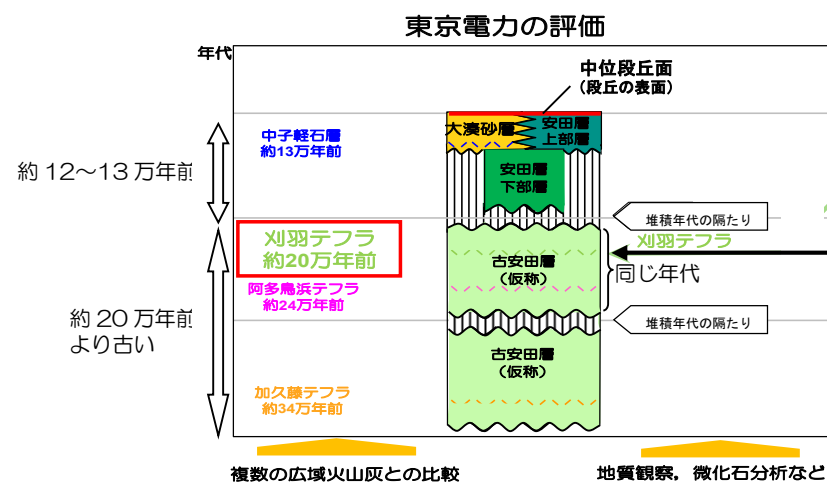 東京電力の評価
年代
中位段丘面
（段丘の表面）
大湊砂層
安田層
上部層
中子軽石層
約13万年前
約 12～13 万年前
安田層
下部層
堆積年代の隔たり
刈羽テフラ
約20万年前
刈羽テフラ
古安田層
（仮称）
同じ年代
阿多鳥浜テフラ
約24万年前
約 20 万年前
より古い
堆積年代の隔たり
古安田層
（仮称）
加久藤テフラ
約34万年前
複数の広域火山灰との比較
地質観察，微化石分析など